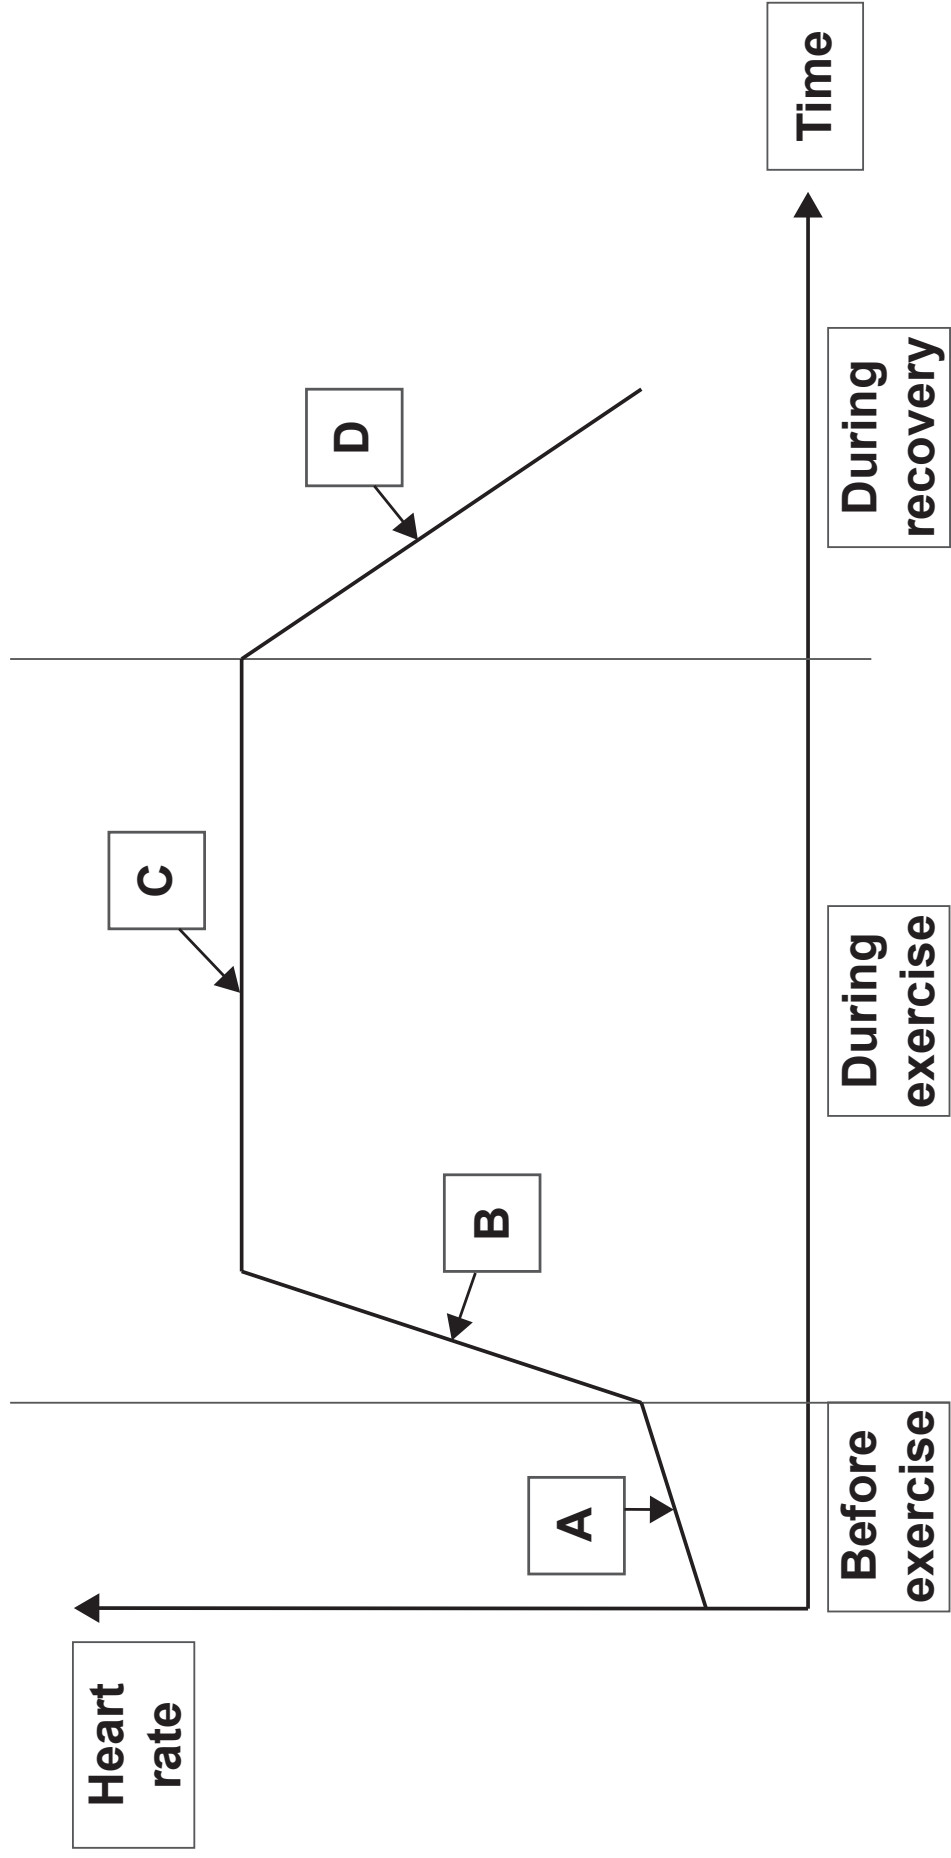 Heart
rate
A
B
C
D
Before
exercise
During
exercise
During
recovery
Time